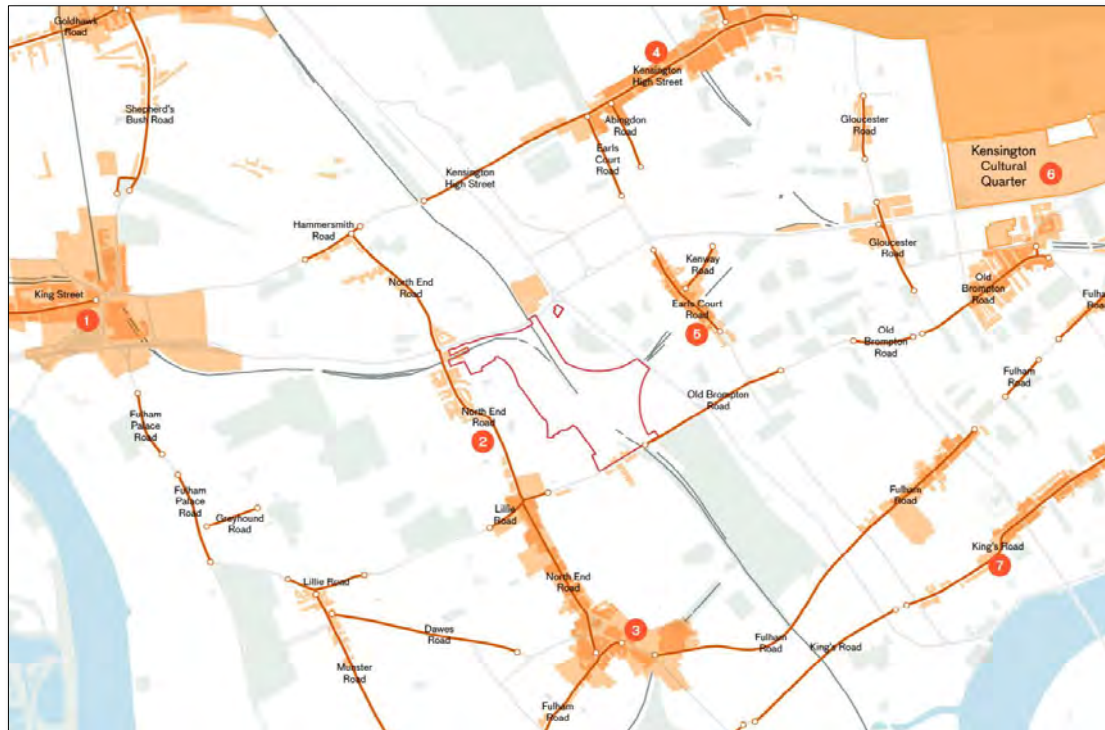 Goldhawk
Road
Shepherd's
Bush Road
4
Kensington
High Street
Abingdon
Road
Earls
Court
Road
Gloucester
Road
Kensington
Cultural
Quarter
6
Kensington
High Street
Hammersmith
Road
North End
Road
Kenway
Road
Gloucester
Road
Old
Brompton
Road
King Street
1
Earls Court
Road
5
Old
Brompton
Road
Fulham
Road
Old Brompton
Road
North End
Road
2
Fulham
Palace
Road
Fulham
Palace
Road
Greyhound
Road
Lillie
Road
Fulham
Road
King's Road
7
Lillie Road
North End
Road
Dawes
Road
3
Fulham
Road
King's Road
Munster
Road
Fulham
Road